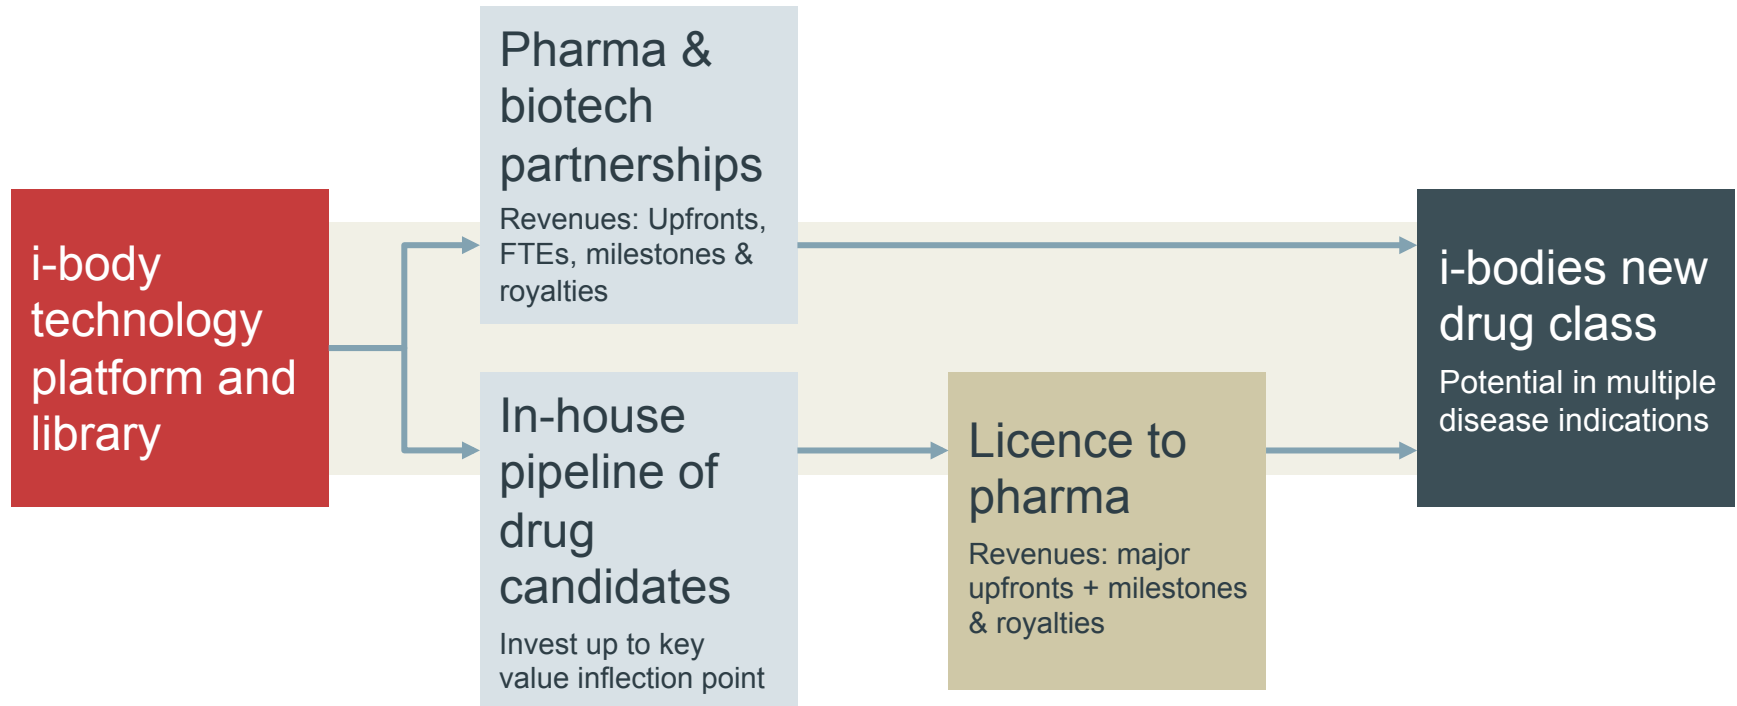 i-body
technology
platform and
library
Pharma &
biotech
partnerships
Revenues: Upfronts,
FTEs, milestones &
royalties
In-house
pipeline of
drug
candidates
Invest up to key
value inflection point
Licence to
pharma
Revenues: major
upfronts + milestones
& royalties
i-bodies new
drug class
Potential in multiple
disease indications